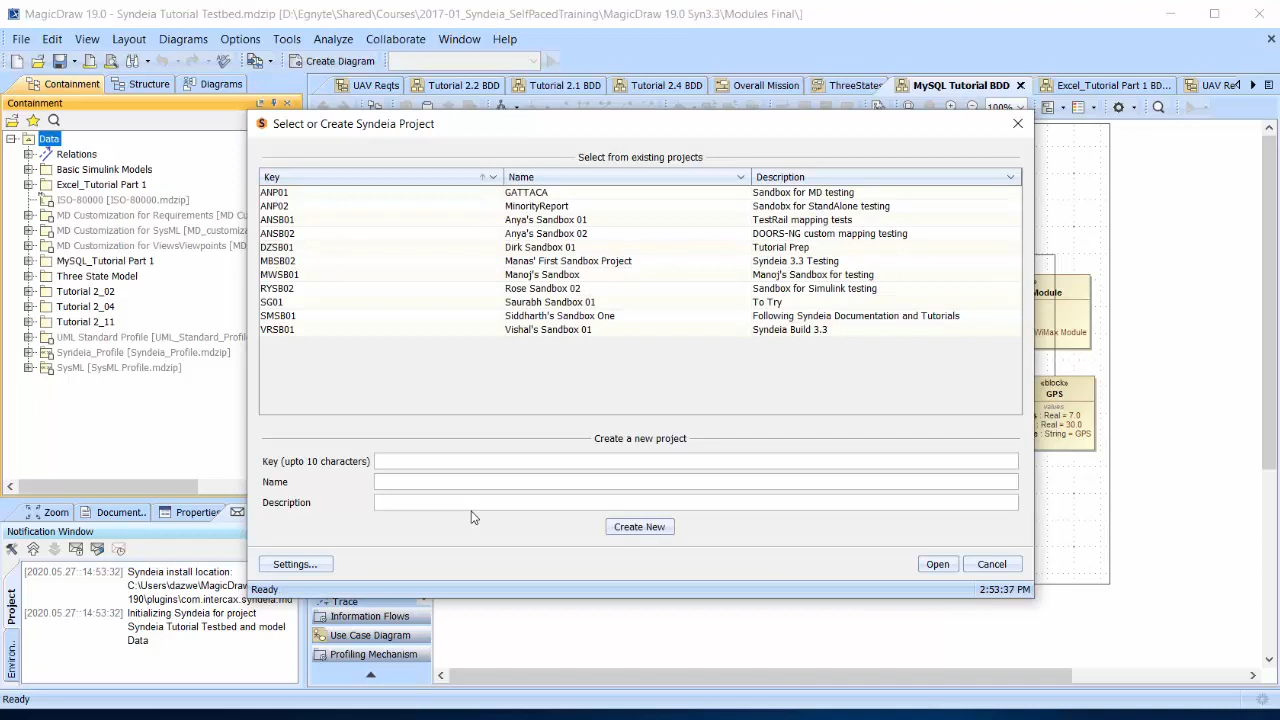 MagicDraw 19.0 - Syndeia Tutorial Testbed.mdzip [D:\Egnyte\Shared\Courses\2017-01_Syndeia_SelfPacedTraining\MagicDraw 19.0 Syn3.3\Modules Final\]
File Edit View Layout Diagrams Options Tools Analyze Collaborate Window Help
Create Diagram
Containment Structure Diagrams
UAV Reqts Tutorial 2.2 BDD Tutorial 2.1 BDD Tutorial 2.4 BDD Overall Mission ThreeStates MySQL Tutorial BDD Excel_Tutorial Part 1 BD... UAV Re
Containment
100%
Data
Relations
Basic Simulink Models
Excel_Tutorial Part 1
ISO-80000 [ISO-80000.mdzip]
MD Customization for Requirements [MD Cu
MD Customization for SysML [MD_customiza
MD Customization for ViewsViewpoints [MD
MySQL_Tutorial Part 1
Three State Model
Tutorial 2_02
Tutorial 2_04
Tutorial 2_11
UML Standard Profile [UML_Standard_Profile
Syndeia_Profile [Syndeia_Profile.mdzip]
SysML [SysML Profile.mdzip]
Select or Create Syndeia Project
Select from existing projects
Key Name Description
ANP01 GATTACA Sandbox for MD testing
ANP02 MinorityReport Sandobx for StandAlone testing
ANSB01 Anya's Sandbox 01 TestRail mapping tests
ANSB02 Anya's Sandbox 02 DOORS-NG custom mapping testing
DZSB01 Dirk Sandbox 01 Tutorial Prep
MBSB02 Manas' First Sandbox Project Syndeia 3.3 Testing
MWSB01 Manoj's Sandbox Manoj's Sandbox for testing
RYSB02 Rose Sandbox 02 Sandbox for Simulink testing
SG01 Saurabh Sandbox 01 To Try
SMSB01 Siddharth's Sandbox One Following Syndeia Documentation and Tutorials
VRSB01 Vishal's Sandbox 01 Syndeia Build 3.3
Create a new project
Key (upto 10 characters)
Name
Description
Create New
Settings... Open Cancel
Ready 2:53:37 PM
Module
WiMax Module
«block»
GPS
values
: Real = 7.0
: Real = 30.0
: String = GPS
Zoom Document.. Properties
Notification Window
Project
Environ..
[2020.05.27::14:53:32] Syndeia install location:
C:\Users\dazwe\MagicDraw
190\plugins\com.intercax.syndeia.md
[2020.05.27::14:53:32] Initializing Syndeia for project
Syndeia Tutorial Testbed and model
Data
Trace
Information Flows
Use Case Diagram
Profiling Mechanism
Ready